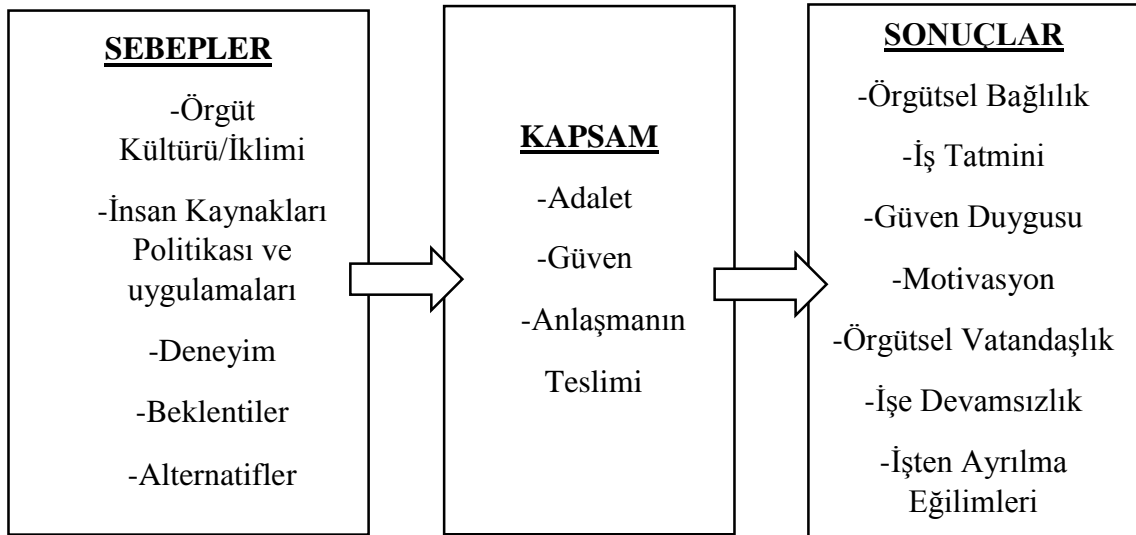 SEBEPLER
-Örgüt
Kültürü/İklimi
-İnsan Kaynakları
Politikası ve
uygulamaları
-Deneyim
-Beklentiler
-Alternatifler
KAPSAM
-Adalet
-Güven
-Anlaşmanın
Teslimi
SONUÇLAR
-Örgütsel Bağlılık
-İş Tatmini
-Güven Duygusu
-Motivasyon
-Örgütsel Vatandaşlık
-İşe Devamsızlık
-İşten Ayrılma
Eğilimleri